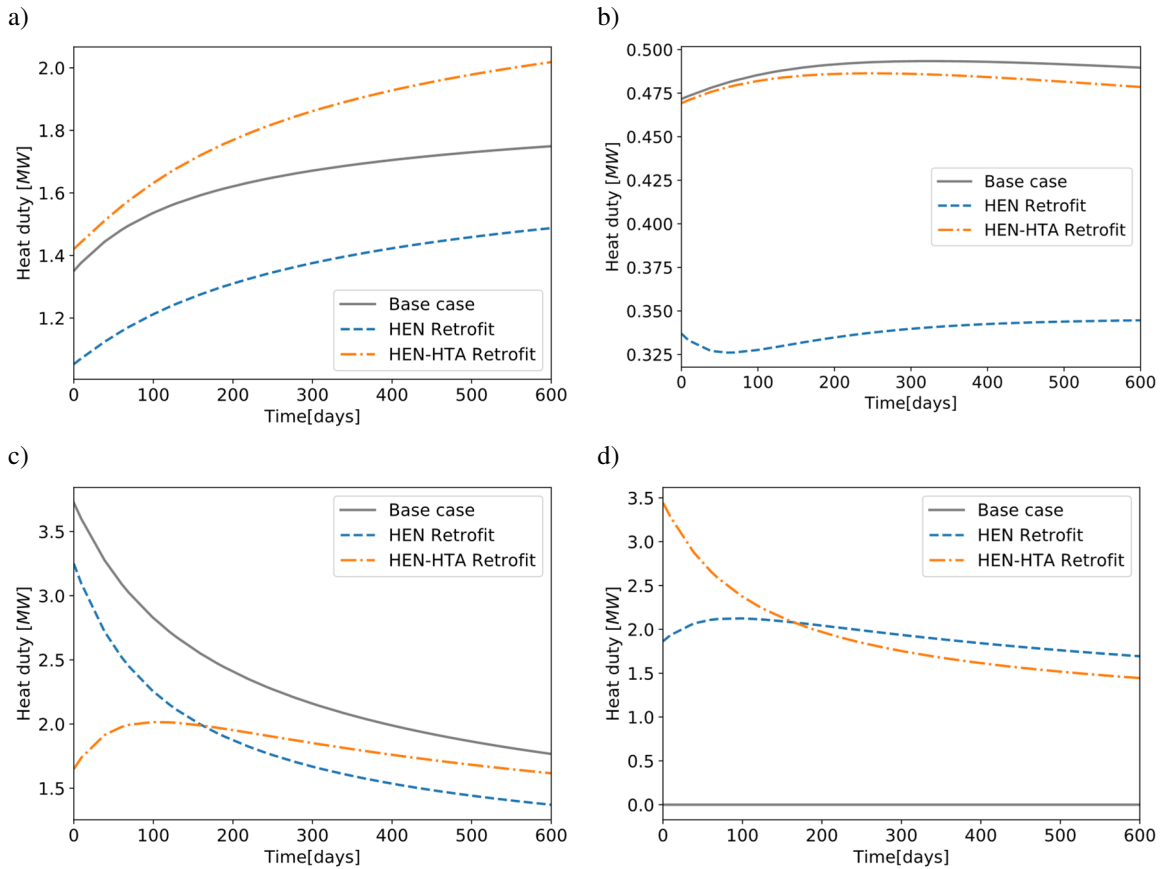 a)
2.0
1.8
1.6
1.4
1.2
Heat duty [MW]
Base case
HEN Retrofit
HEN-HTA Retrofit
0 100 200 300 400 500 600
Time[days]
b)
0.500
0.475
0.450
0.425
0.400
0.375
0.350
0.325
Heat duty [MW]
Base case
HEN Retrofit
HEN-HTA Retrofit
0 100 200 300 400 500 600
Time[days]
c)
3.5
3.0
2.5
2.0
1.5
Heat duty [MW]
Base case
HEN Retrofit
HEN-HTA Retrofit
0 100 200 300 400 500 600
Time[days]
d)
3.5
3.0
2.5
2.0
1.5
1.0
0.5
0.0
Heat duty [MW]
Base case
HEN Retrofit
HEN-HTA Retrofit
0 100 200 300 400 500 600
Time[days]